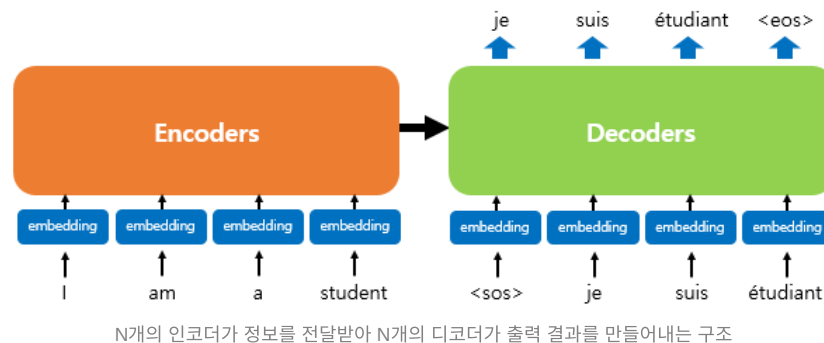 je suis étudiant <eos>
Encoders
Decoders
embedding embedding embedding embedding
embedding embedding embedding embedding
I am a student
<sos> je suis étudiant
N개의 인코더가 정보를 전달받아 N개의 디코더가 출력 결과를 만들어내는 구조